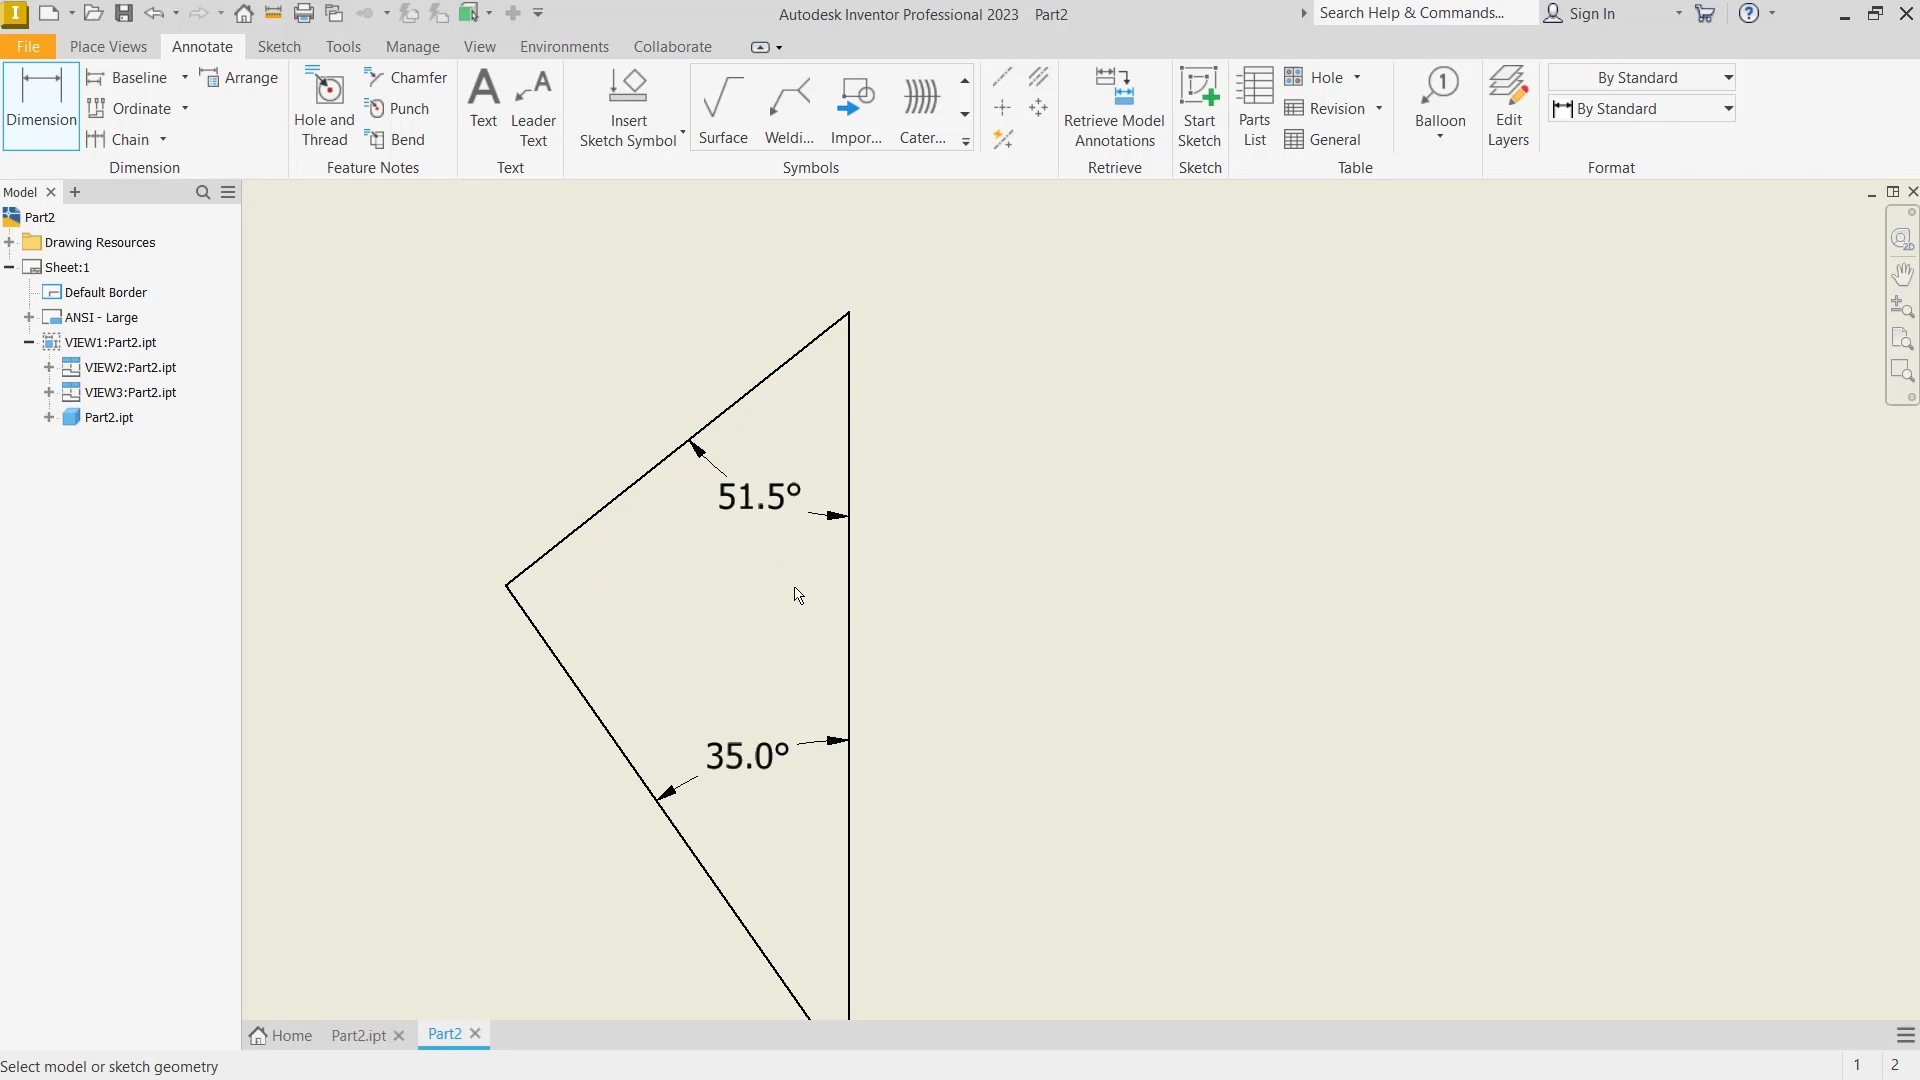 Autodesk Inventor Professional 2023 Part2
Search Help & Commands...
Sign In
File Place Views Annotate Sketch Tools Manage View Environments Collaborate
Dimension
Baseline
Ordinate
Chain
Arrange
Dimension
Hole and
Thread
Chamfer
Punch
Bend
Feature Notes
Text
Leader
Text
Text
Insert
Sketch Symbol
Surface
Weldi...
Impor...
Cater...
Symbols
Retrieve Model
Annotations
Retrieve
Start
Sketch
Sketch
Parts
List
Hole
Revision
General
Table
1
Balloon
Edit
Layers
By Standard
By Standard
Format
Model
Part2
Drawing Resources
Sheet:1
Default Border
ANSI - Large
VIEW1:Part2.ipt
VIEW2:Part2.ipt
VIEW3:Part2.ipt
Part2.ipt
2D
51.5°
35.0°
Home Part2.ipt Part2
Select model or sketch geometry
1 2